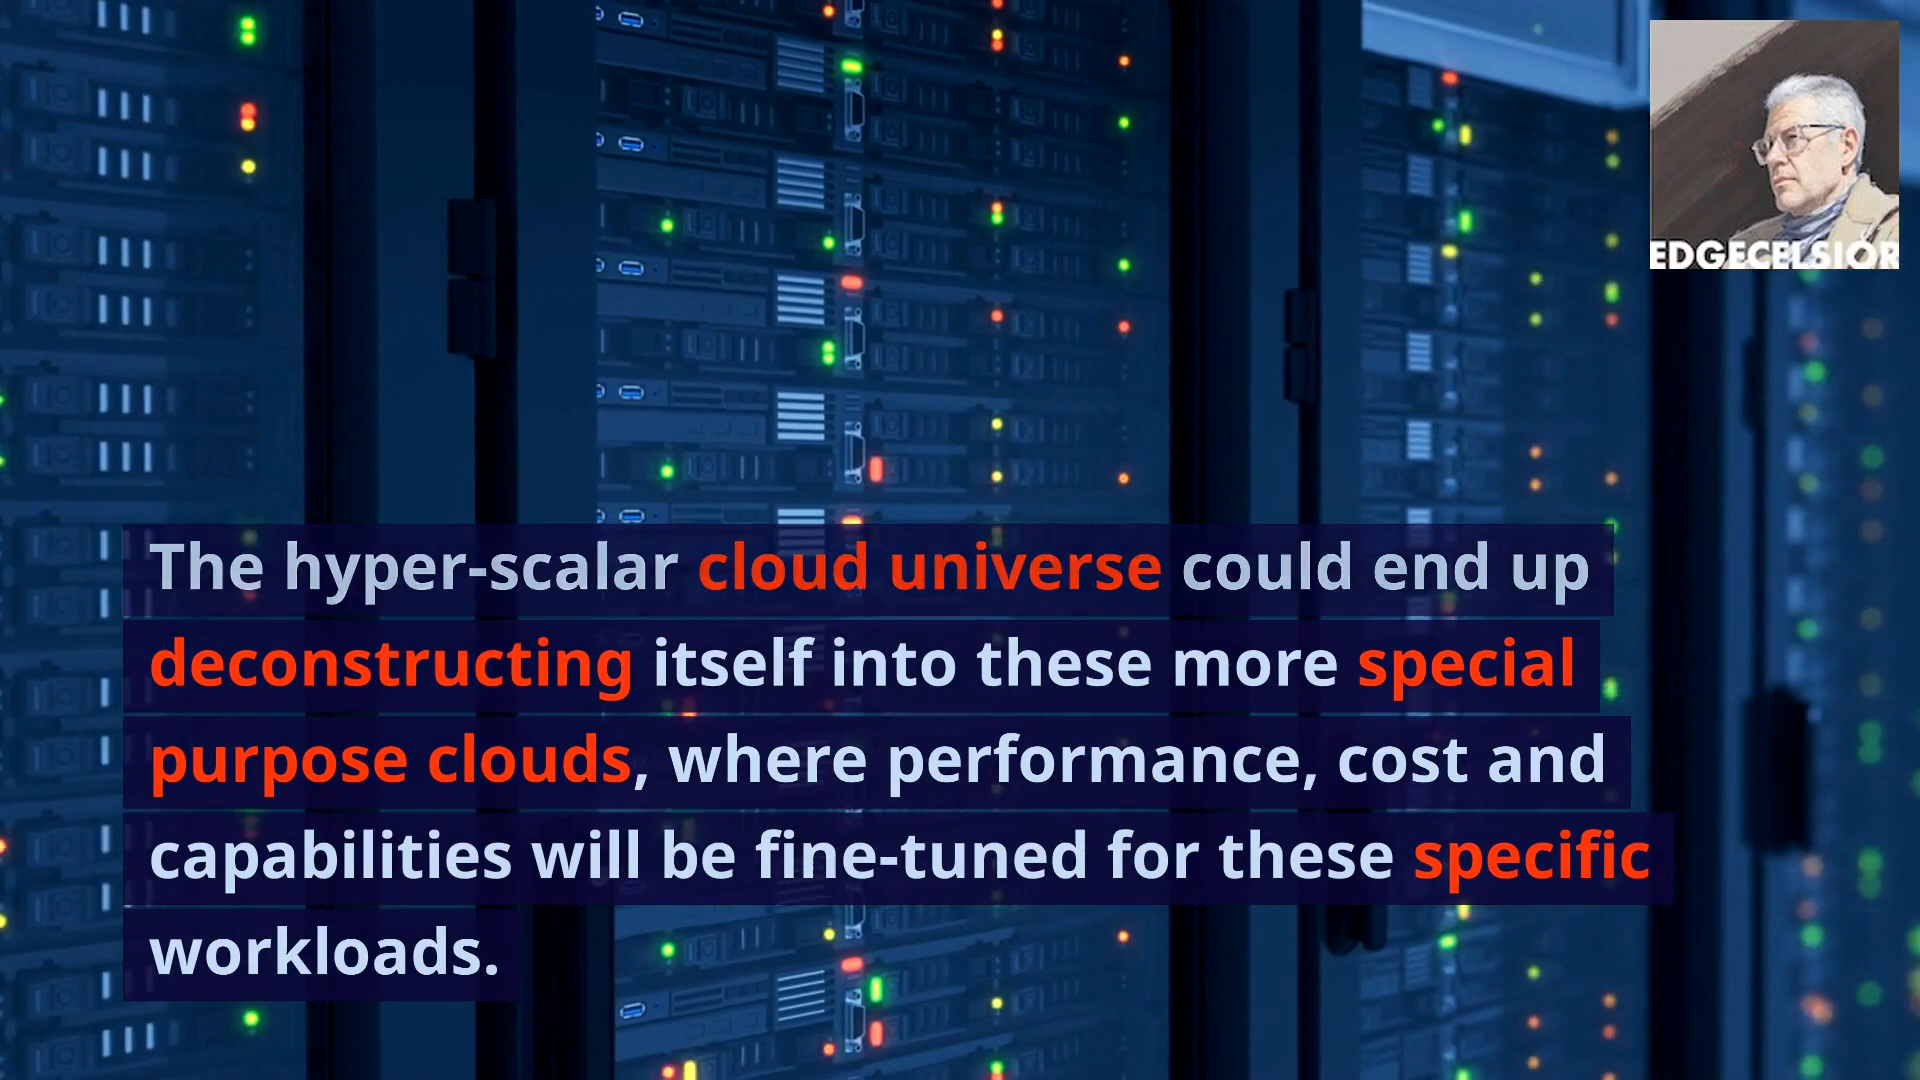 EDGECELSIOR
The hyper-scalar cloud universe could end up
deconstructing itself into these more special
purpose clouds, where performance, cost and
capabilities will be fine-tuned for these specific
workloads.